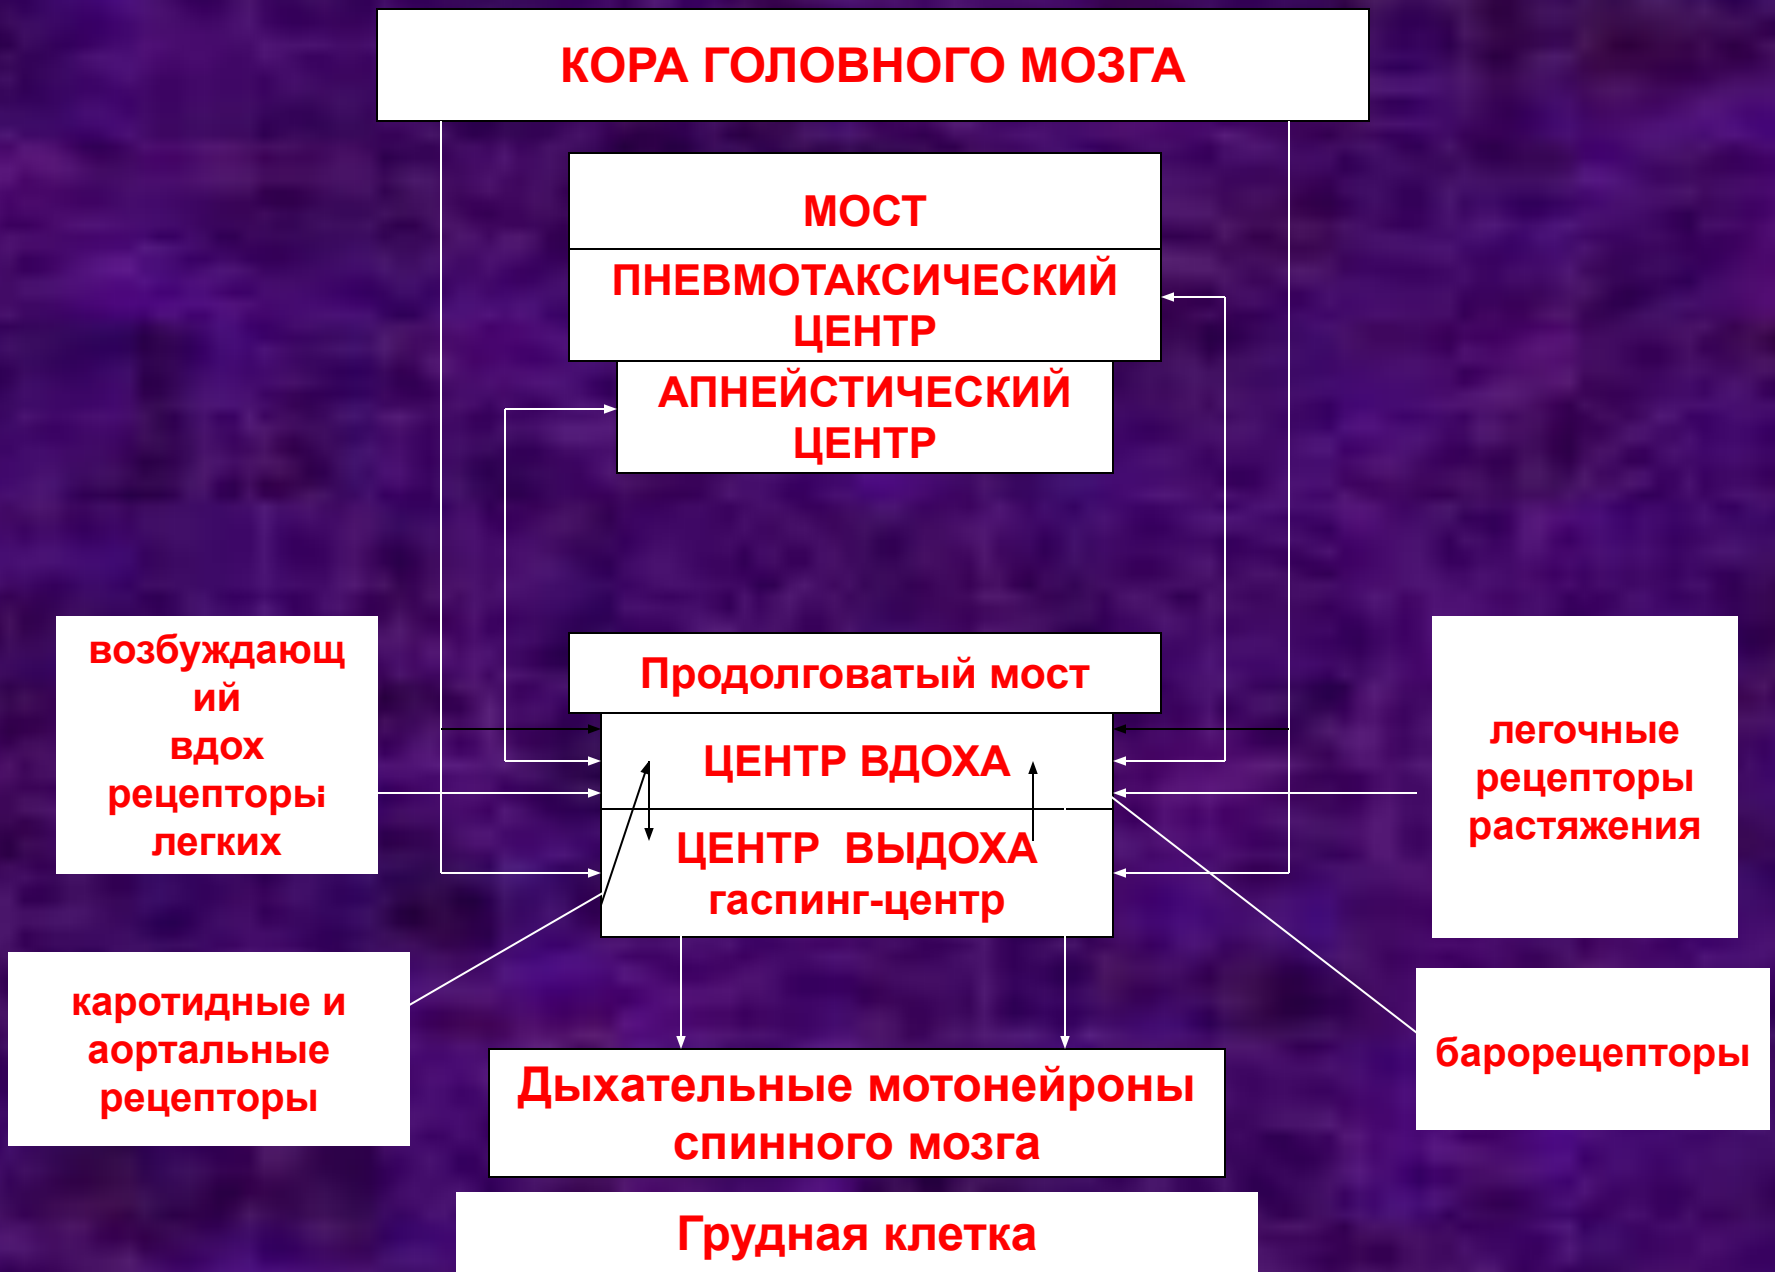 КОРА ГОЛОВНОГО МОЗГА
МОСТ
ПНЕВМОТАКСИЧЕСКИЙ
ЦЕНТР
АПНЕЙСТИЧЕСКИЙ
ЦЕНТР
возбуждающ
ий
вдох
рецепторы
легких
Продолговатый мост
ЦЕНТР ВДОХА
ЦЕНТР ВЫДОХА
гаспинг-центр
легочные
рецепторы
растяжения
каротидные и
аортальные
рецепторы
барорецепторы
Дыхательные мотонейроны
спинного мозга
Грудная клетка